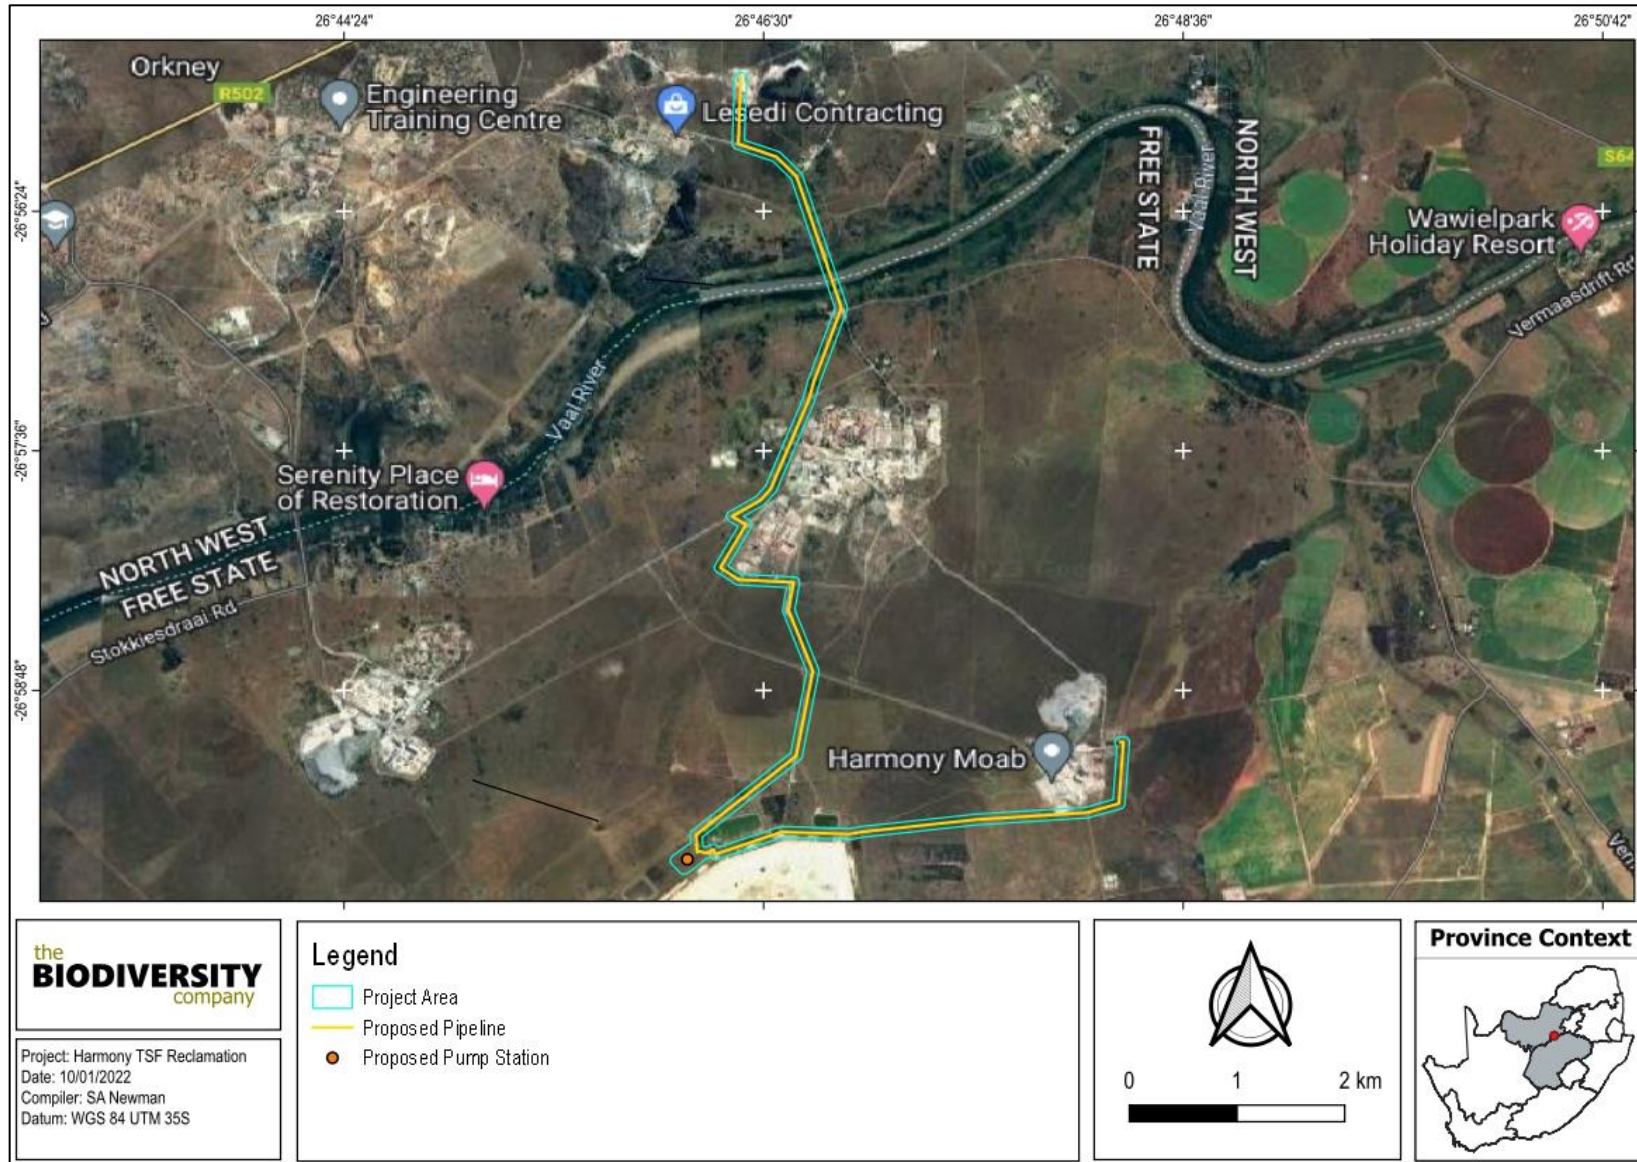 26°44'24"
26°46'30"
26°48'36"
26°50'42"
Orkney
R502
Engineering
Training Centre
Lesedi Contracting
FREE STATE
Vaal River
NORTH WEST
S64
-26°56'24"
Wawielpark
Holiday Resort
Vermaasdrift Rd
Vaal River
-26°57'36"
Serenity Place
of Restoration
NORTH WEST
FREE STATE
Stokkiesdraai Rd
-26°58'48"
Harmony Moab
the
BIODIVERSITY
company
Project: Harmony TSF Reclamation
Date: 10/01/2022
Compiler: SA Newman
Datum: WGS 84 UTM 35S
Legend
Project Area
Proposed Pipeline
Proposed Pump Station
0 1 2 km
Province Context